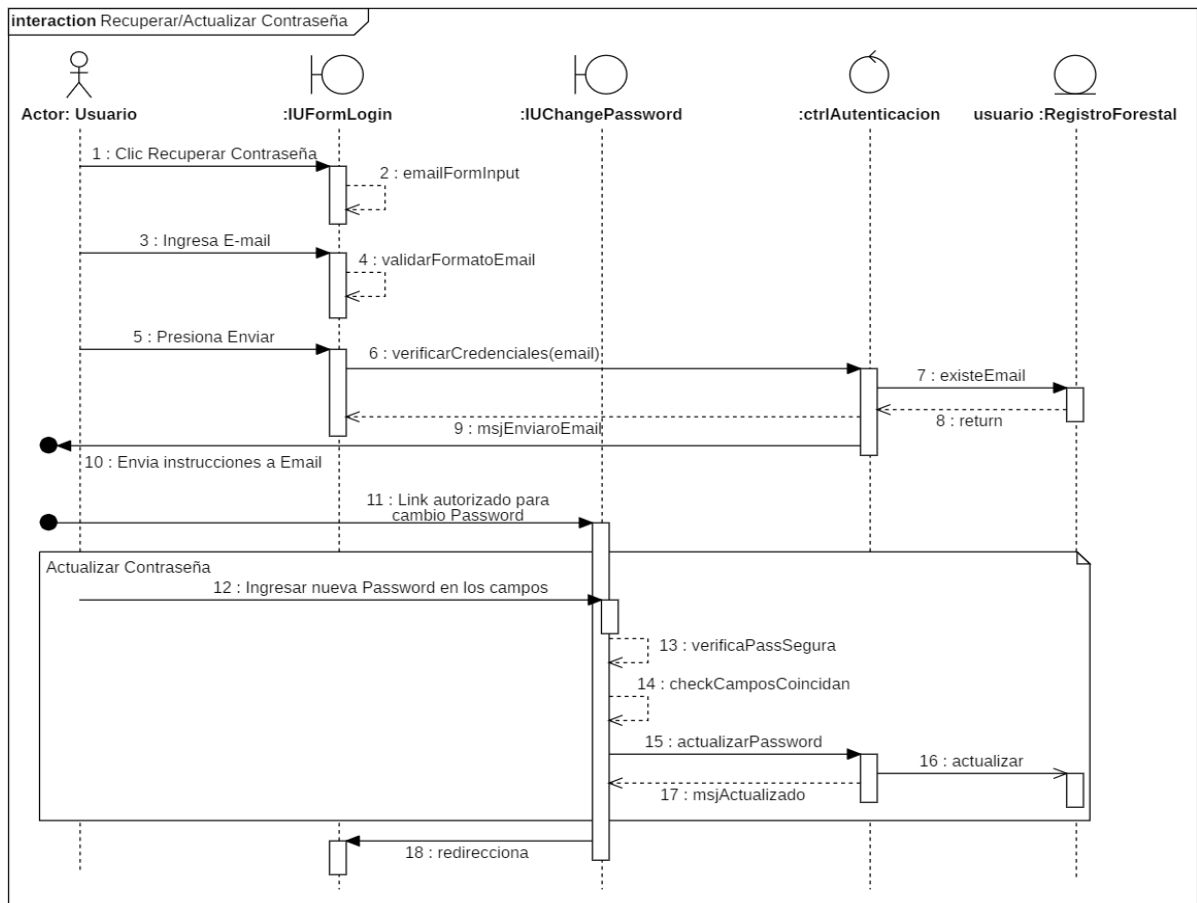 interaction Recuperar/Actualizar Contraseña
Actor: Usuario
:IUFormLogin
:IUChangePassword
:ctrlAutenticacion
usuario :RegistroForestal
1 : Clic Recuperar Contraseña
2 : emailFormInput
3 : Ingresa E-mail
4 : validarFormatoEmail
5 : Presiona Enviar
6 : verificarCredenciales(email)
7 : existeEmail
8 : return
9 : msjEnviaroEmail
10 : Envia instrucciones a Email
11 : Link autorizado para
cambio Password
Actualizar Contraseña
12 : Ingresar nueva Password en los campos
13 : verificaPassSegura
14 : checkCamposCoincidan
15 : actualizarPassword
16 : actualizar
17 : msjActualizado
18 : redirecciona